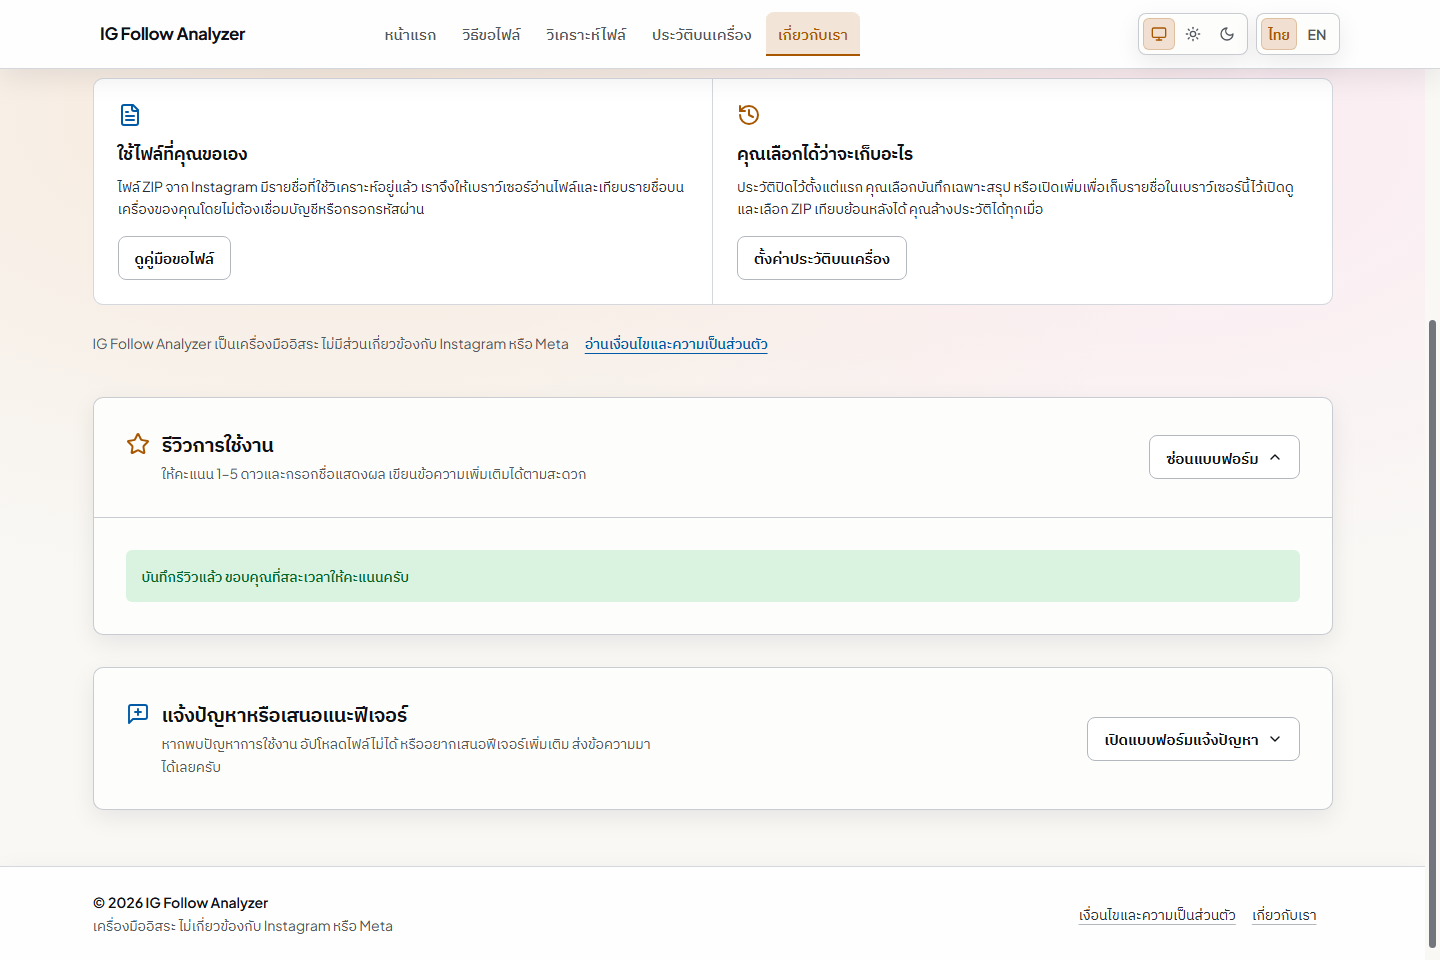 IG Follow Analyzer
หน้าแรก
วิธีขอไฟล์
วิเคราะห์ไฟล์
ประวัติบนเครื่อง
เกี่ยวกับเรา
ไทย
EN
ใช้ไฟล์ที่คุณขอเอง
ไฟล์ ZIP จาก Instagram มีรายชื่อที่ใช้วิเคราะห์อยู่แล้ว เราจึงให้เบราว์เซอร์อ่านไฟล์และเทียบรายชื่อบน
เครื่องของคุณโดยไม่ต้องเชื่อมบัญชีหรือกรอกรหัสผ่าน
ดูคู่มือขอไฟล์
คุณเลือกได้ว่าจะเก็บอะไร
ประวัติปิดไว้ตั้งแต่แรก คุณเลือกบันทึกเฉพาะสรุป หรือเปิดเพิ่มเพื่อเก็บรายชื่อในเบราว์เซอร์นี้ไว้เปิดดู
และเลือก ZIP เทียบย้อนหลังได้ คุณล้างประวัติได้ทุกเมื่อ
ตั้งค่าประวัติบนเครื่อง
IG Follow Analyzer เป็นเครื่องมืออิสระ ไม่มีส่วนเกี่ยวข้องกับ Instagram หรือ Meta อ่านเงื่อนไขและความเป็นส่วนตัว
รีวิวการใช้งาน
ให้คะแนน 1–5 ดาวและกรอกชื่อแสดงผล เขียนข้อความเพิ่มเติมได้ตามสะดวก
ซ่อนแบบฟอร์ม
บันทึกรีวิวแล้ว ขอบคุณที่สละเวลาให้คะแนนครับ
แจ้งปัญหาหรือเสนอแนะฟีเจอร์
หากพบปัญหาการใช้งาน อัปโหลดไฟล์ไม่ได้ หรืออยากเสนอฟีเจอร์เพิ่มเติม ส่งข้อความมา
ได้เลยครับ
เปิดแบบฟอร์มแจ้งปัญหา
© 2026 IG Follow Analyzer
เครื่องมืออิสระ ไม่เกี่ยวข้องกับ Instagram หรือ Meta
เงื่อนไขและความเป็นส่วนตัว
เกี่ยวกับเรา